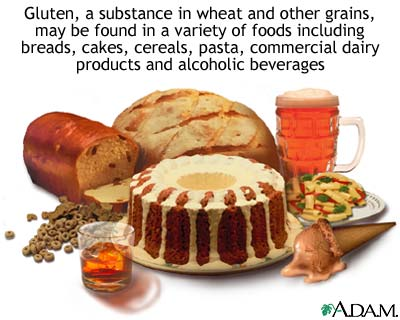 Gluten, a substance in wheat and other grains,
may be found in a variety of foods including
breads, cakes, cereals, pasta, commercial dairy
products and alcoholic beverages
A.D.A.M.